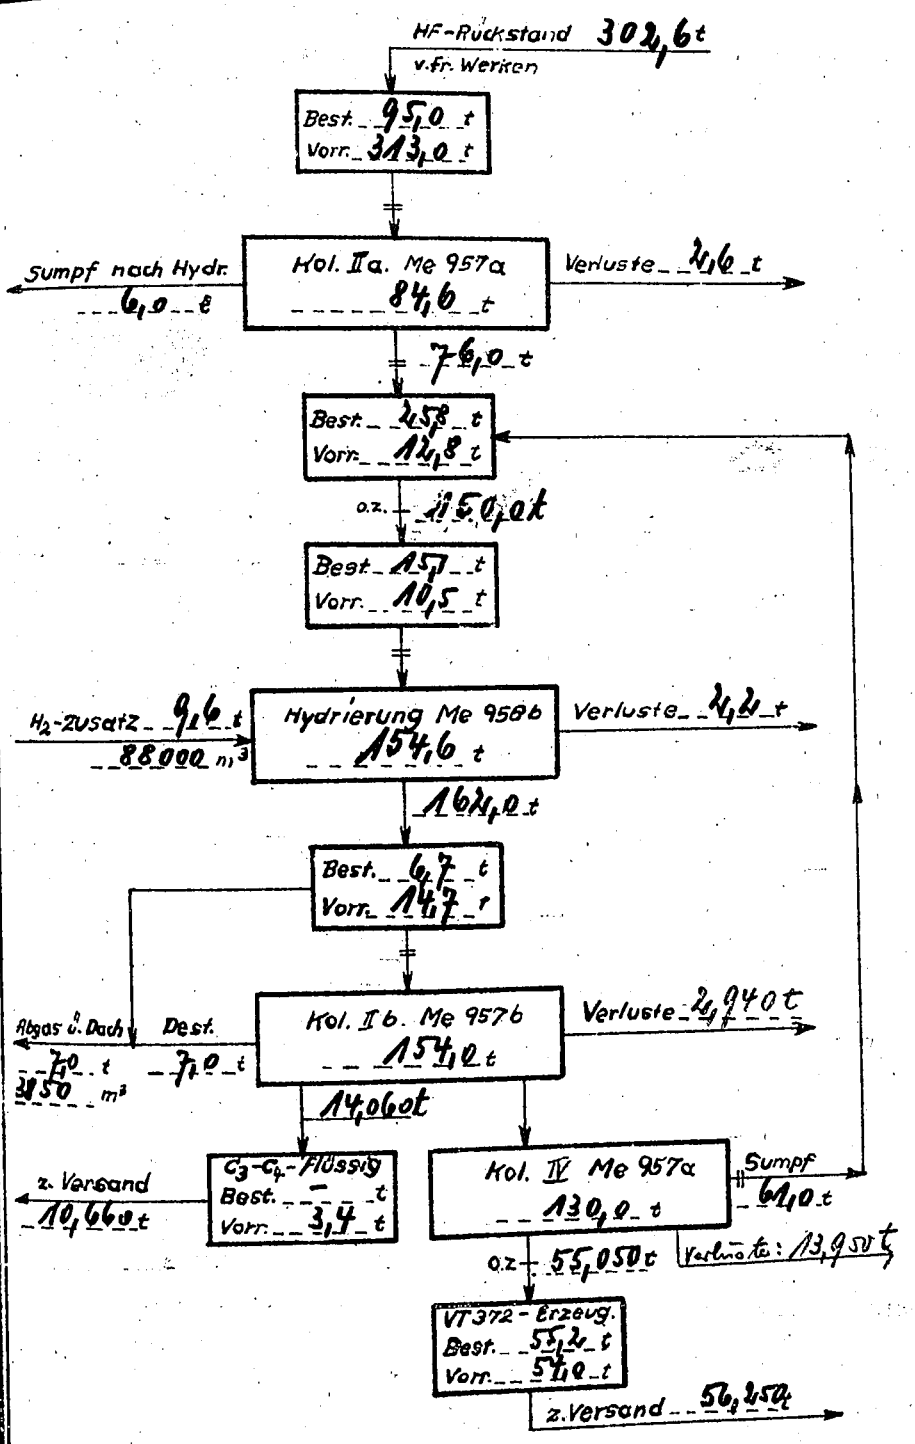 HF-Rückstand 302,6 t
v. fr. Werken
Best. 95,0 t
Vorr. 313,0 t
Kol. IIa. Me 957a
84,6 t
Sumpf nach Hydr.
6,0 t
Verluste 2,6 t
76,0 t
Best. 25,8 t
Vorr. 12,8 t
o.z. 150,0t
Best. 15,1 t
Vorr. 10,5 t
H₂-Zusatz 9,6 t
88000 m³
Hydrierung Me 958b
154,6 t
Verluste 2,2 t
162,0 t
Best. 6,7 t
Vorr. 14,7 t
Abgas ü. Dach
7,0 t
3850 m³
Dest.
7,0 t
Kol. IIb. Me 957b
154,0 t
Verluste 2,940 t
14,060t
C₃-C₄-Flüssig
Best. - t
Vorr. 3,4 t
z. Versand
10,660 t
Kol. IV Me 957a
130,0 t
Sumpf
61,0 t
Verluste: 13,950 t
o.z. 55,050 t
VT 372-Erzeug.
Best. 55,2 t
Vorr. 54,0 t
z. Versand 56,250t